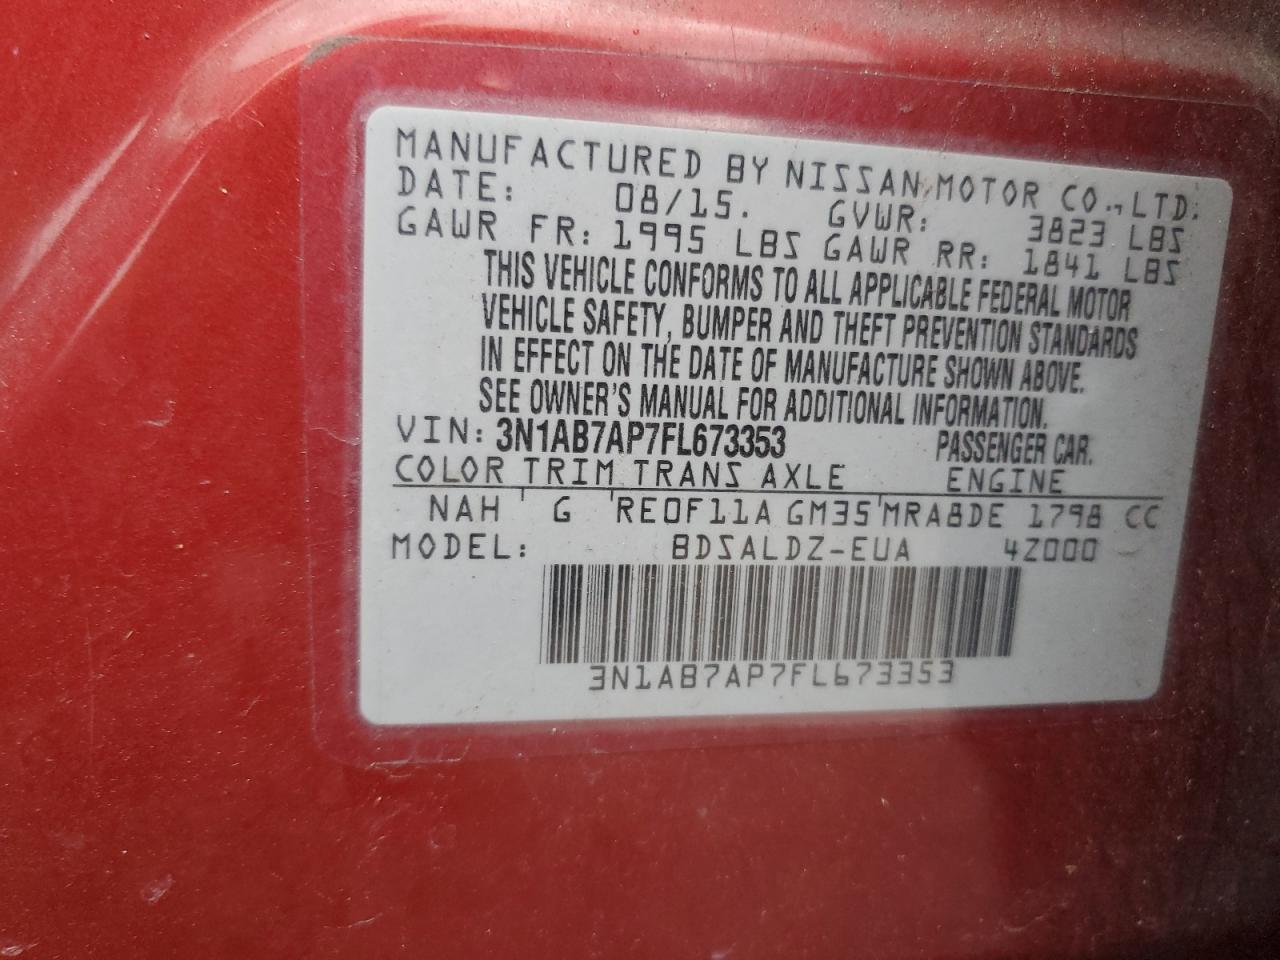 MANUFACTURED BY NISSAN MOTOR CO., LTD.
DATE: 08/15. GVWR: 3823 LBS
GAWR FR: 1995 LBS GAWR RR: 1841 LBS
THIS VEHICLE CONFORMS TO ALL APPLICABLE FEDERAL MOTOR
VEHICLE SAFETY, BUMPER AND THEFT PREVENTION STANDARDS
IN EFFECT ON THE DATE OF MANUFACTURE SHOWN ABOVE.
SEE OWNER'S MANUAL FOR ADDITIONAL INFORMATION.
VIN: 3N1AB7AP7FL673353 PASSENGER CAR.
COLOR TRIM TRANS AXLE ENGINE
NAH G RE0F11A GM35 MRA8DE 1798 CC
MODEL: BDSALDZ-EUA 4Z000
3N1AB7AP7FL673353